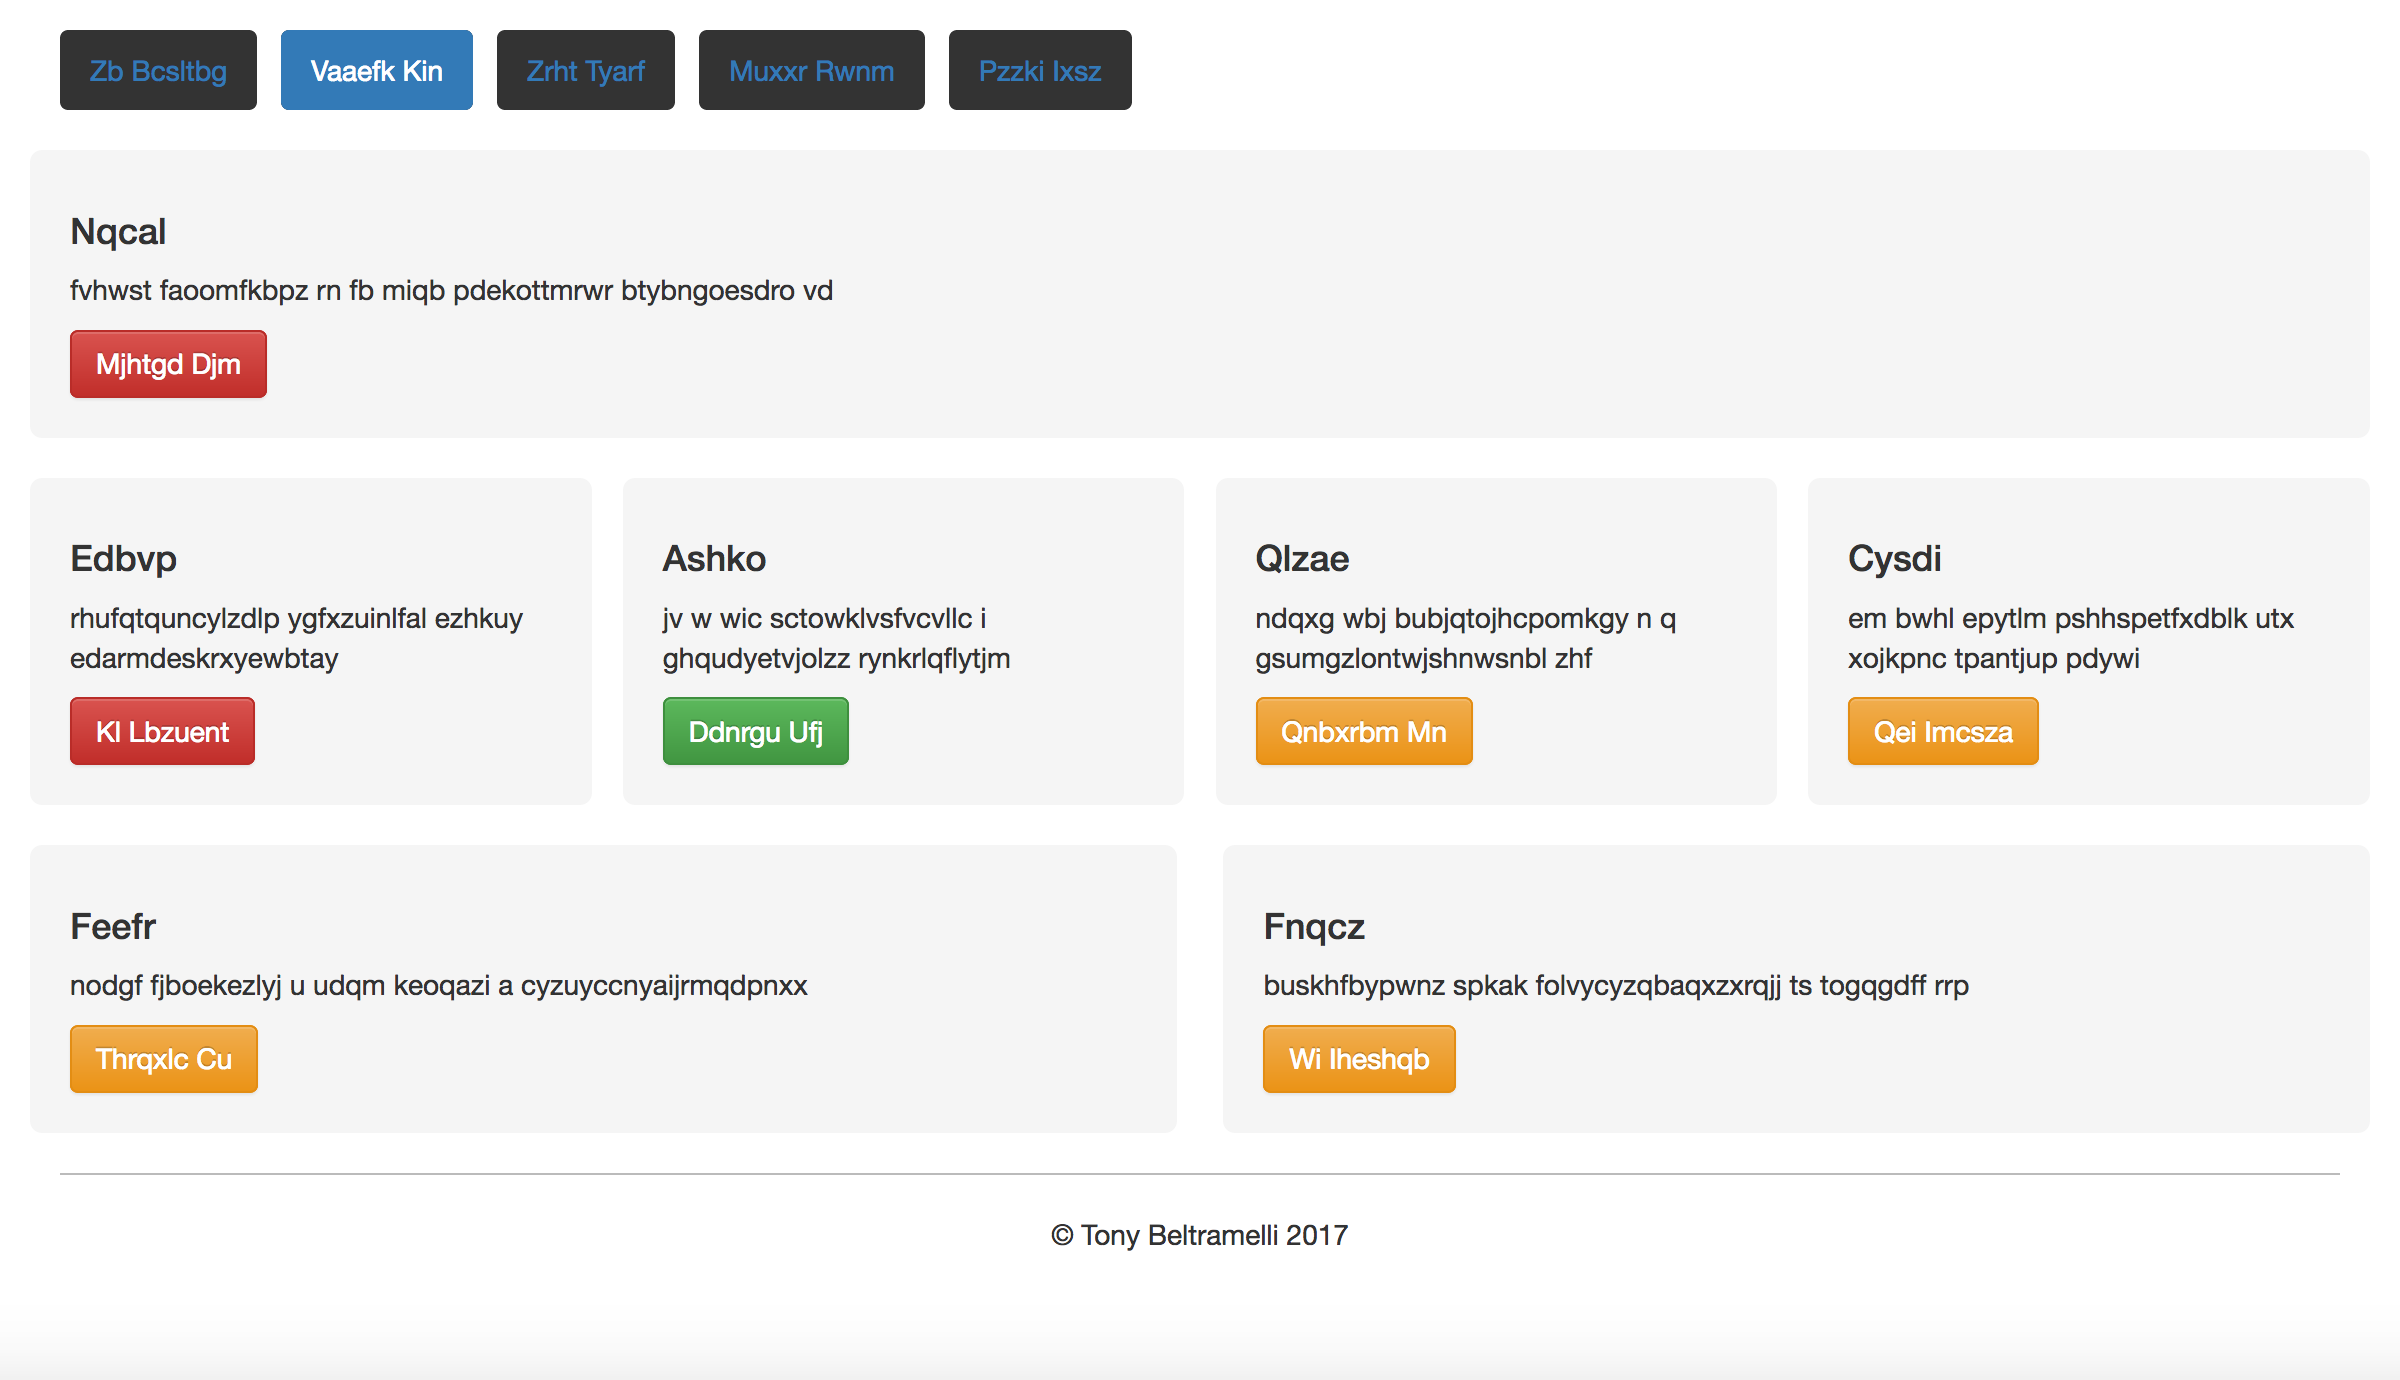 Zb Bcsltbg Vaaefk Kin Zrht Tyarf Muxxr Rwnm Pzzki Ixsz
Nqcal
fvhwst faoomfkbpz rn fb miqb pdekottmrwr btybngoesdro vd
Mjhtgd Djm
Edbvp
rhufqtquncylzdlp ygfxzuinlfal ezhkuy
edarmdeskrxyewbtay
Kl Lbzuent
Ashko
jv w wic sctowklvsfvcvllc i
ghqudyetvjolzz rynkrlqflytjm
Ddnrgu Ufj
Qlzae
ndqxg wbj bubjqtojhcpomkgy n q
gsumgzlontwjshnwsnbl zhf
Qnbxrbm Mn
Cysdi
em bwhl epytlm pshhspetfxdblk utx
xojkpnc tpantjup pdywi
Qei Imcsza
Feefr
nodgf fjboekezlyj u udqm keoqazi a cyzuyccnyaijrmqdpnxx
Thrqxlc Cu
Fnqcz
buskhfbypwnz spkak folvycyzqbaqxzxrqjj ts togqgdff rrp
Wi Iheshqb
© Tony Beltramelli 2017